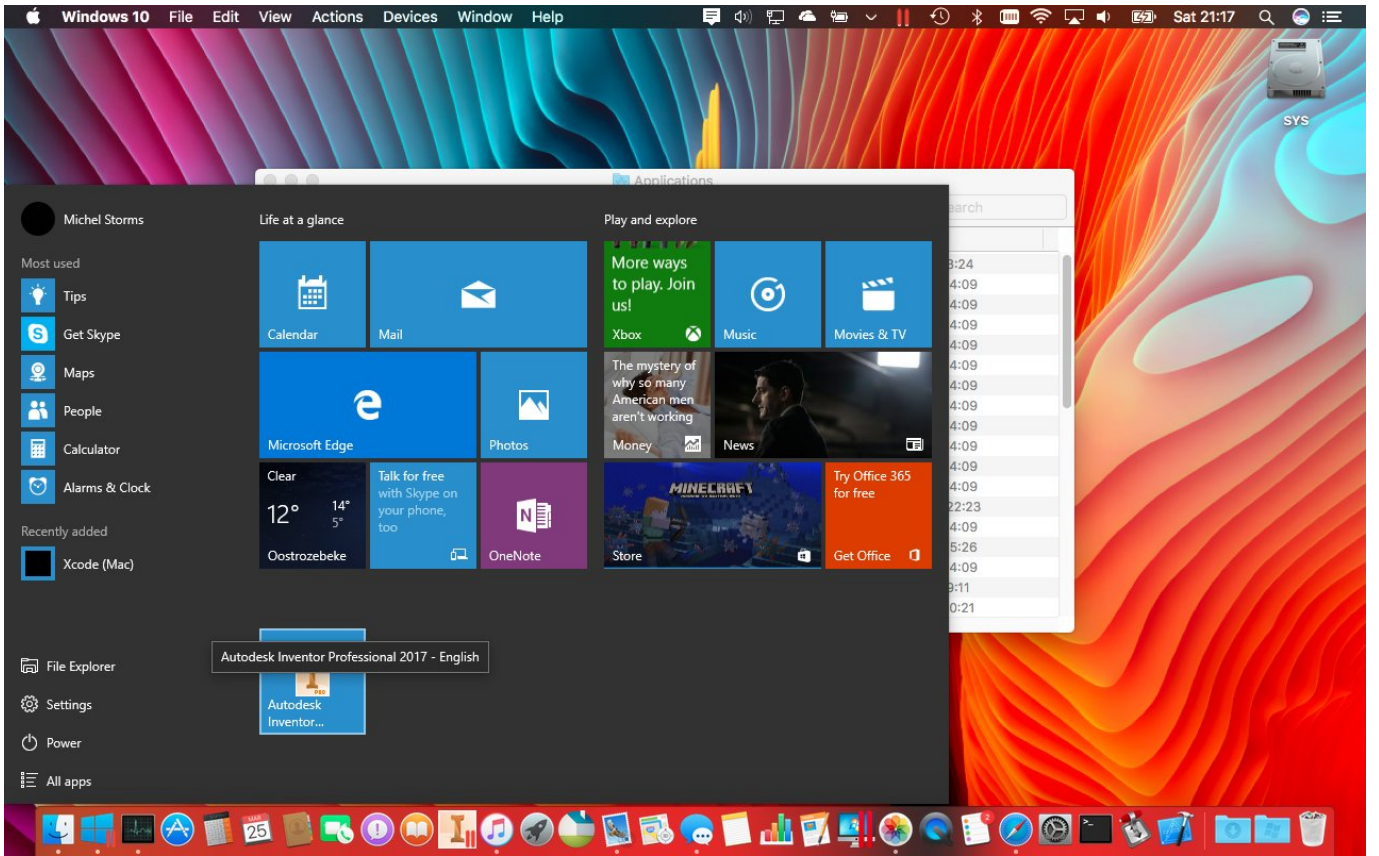 Windows 10 File Edit View Actions Devices Window Help Sat 21:17
SYS
Applications
earch
Michel Storms
Most used
Tips
Get Skype
Maps
People
Calculator
Alarms & Clock
Recently added
Xcode (Mac)
File Explorer
Settings
Power
All apps
Life at a glance
Calendar
Mail
Microsoft Edge
Photos
Clear
12°
14°
5°
Oostrozebeke
Talk for free
with Skype on
your phone,
too
N
OneNote
Autodesk Inventor Professional 2017 - English
I
PRO
Autodesk
Inventor...
Play and explore
More ways
to play. Join
us!
Xbox
Music
Movies & TV
The mystery of
why so many
American men
aren't working
Money
News
MINECRAFT
Store
Try Office 365
for free
Get Office
3:24
4:09
4:09
4:09
4:09
4:09
4:09
4:09
4:09
4:09
4:09
4:09
22:23
4:09
5:26
4:09
9:11
0:21
MAR
25
2